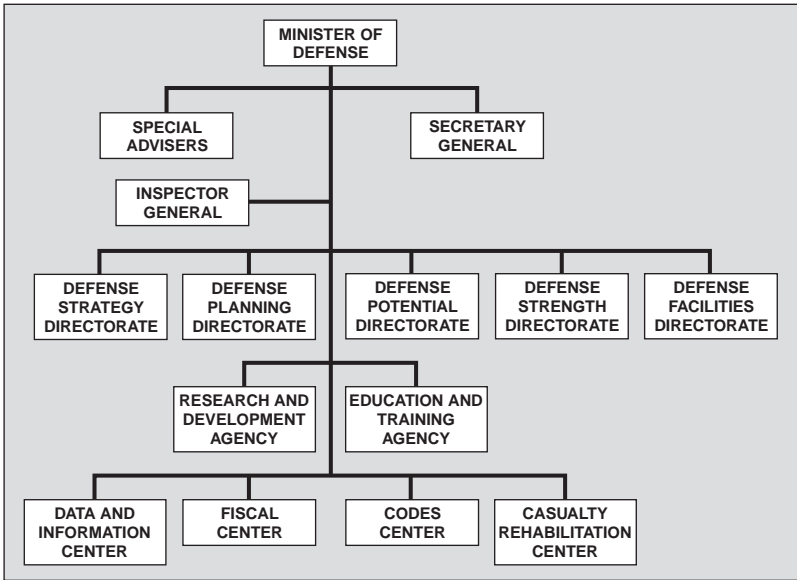 MINISTER OF
DEFENSE
SPECIAL
ADVISERS
SECRETARY
GENERAL
INSPECTOR
GENERAL
DEFENSE
STRATEGY
DIRECTORATE
DEFENSE
PLANNING
DIRECTORATE
DEFENSE
POTENTIAL
DIRECTORATE
DEFENSE
STRENGTH
DIRECTORATE
DEFENSE
FACILITIES
DIRECTORATE
RESEARCH AND
DEVELOPMENT
AGENCY
EDUCATION AND
TRAINING
AGENCY
DATA AND
INFORMATION
CENTER
FISCAL
CENTER
CODES
CENTER
CASUALTY
REHABILITATION
CENTER